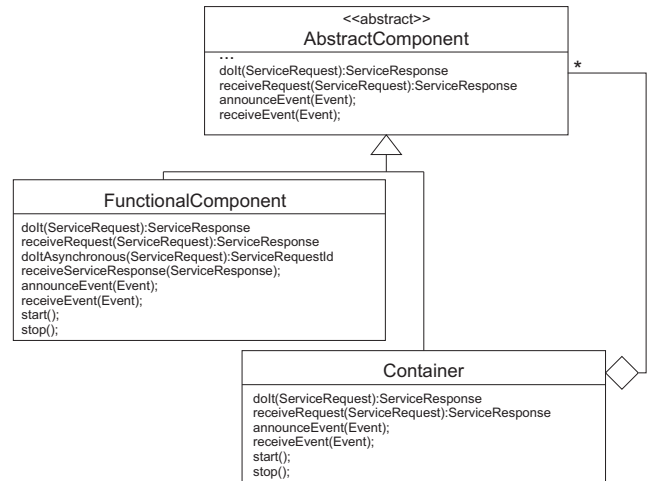 <<abstract>>
AbstractComponent
...
doIt(ServiceRequest):ServiceResponse
receiveRequest(ServiceRequest):ServiceResponse
announceEvent(Event);
receiveEvent(Event);
*
FunctionalComponent
doIt(ServiceRequest):ServiceResponse
receiveRequest(ServiceRequest):ServiceResponse
doItAsynchronous(ServiceRequest):ServiceRequestId
receiveServiceResponse(ServiceResponse);
announceEvent(Event);
receiveEvent(Event);
start();
stop();
Container
doIt(ServiceRequest):ServiceResponse
receiveRequest(ServiceRequest):ServiceResponse
announceEvent(Event);
receiveEvent(Event);
start();
stop();